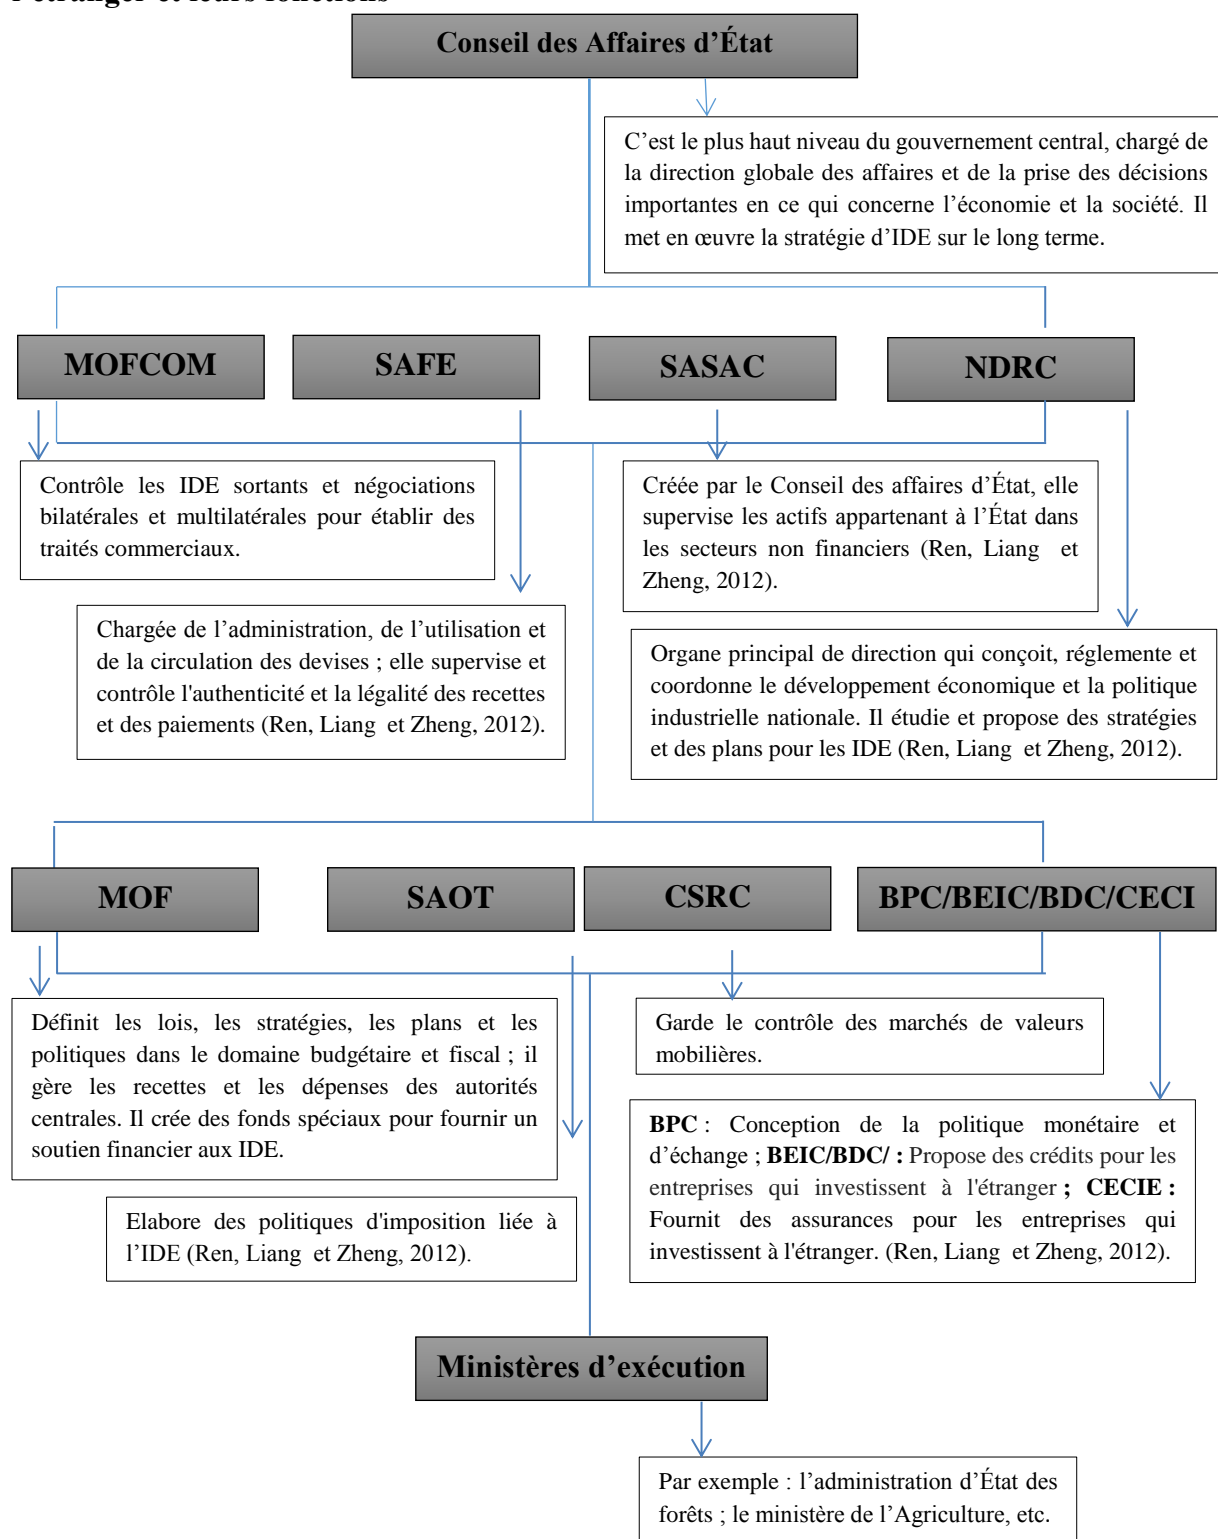 l'étranger et leurs fonctions
Conseil des Affaires d’État
C’est le plus haut niveau du gouvernement central, chargé de
la direction globale des affaires et de la prise des décisions
importantes en ce qui concerne l’économie et la société. Il
met en œuvre la stratégie d’IDE sur le long terme.
MOFCOM
SAFE
SASAC
NDRC
Contrôle les IDE sortants et négociations
bilatérales et multilatérales pour établir des
traités commerciaux.
Créée par le Conseil des affaires d’État, elle
supervise les actifs appartenant à l’État dans
les secteurs non financiers (Ren, Liang et
Zheng, 2012).
Chargée de l’administration, de l’utilisation et
de la circulation des devises ; elle supervise et
contrôle l'authenticité et la légalité des recettes
et des paiements (Ren, Liang et Zheng, 2012).
Organe principal de direction qui conçoit, réglemente et
coordonne le développement économique et la politique
industrielle nationale. Il étudie et propose des stratégies
et des plans pour les IDE (Ren, Liang et Zheng, 2012).
MOF
SAOT
CSRC
BPC/BEIC/BDC/CECI
Définit les lois, les stratégies, les plans et les
politiques dans le domaine budgétaire et fiscal ; il
gère les recettes et les dépenses des autorités
centrales. Il crée des fonds spéciaux pour fournir un
soutien financier aux IDE.
Garde le contrôle des marchés de valeurs
mobilières.
Elabore des politiques d'imposition liée à
l’IDE (Ren, Liang et Zheng, 2012).
BPC : Conception de la politique monétaire et
d’échange ; BEIC/BDC/ : Propose des crédits pour les
entreprises qui investissent à l'étranger ; CECIE :
Fournit des assurances pour les entreprises qui
investissent à l'étranger. (Ren, Liang et Zheng, 2012).
Ministères d’exécution
Par exemple : l’administration d’État des
forêts ; le ministère de l’Agriculture, etc.